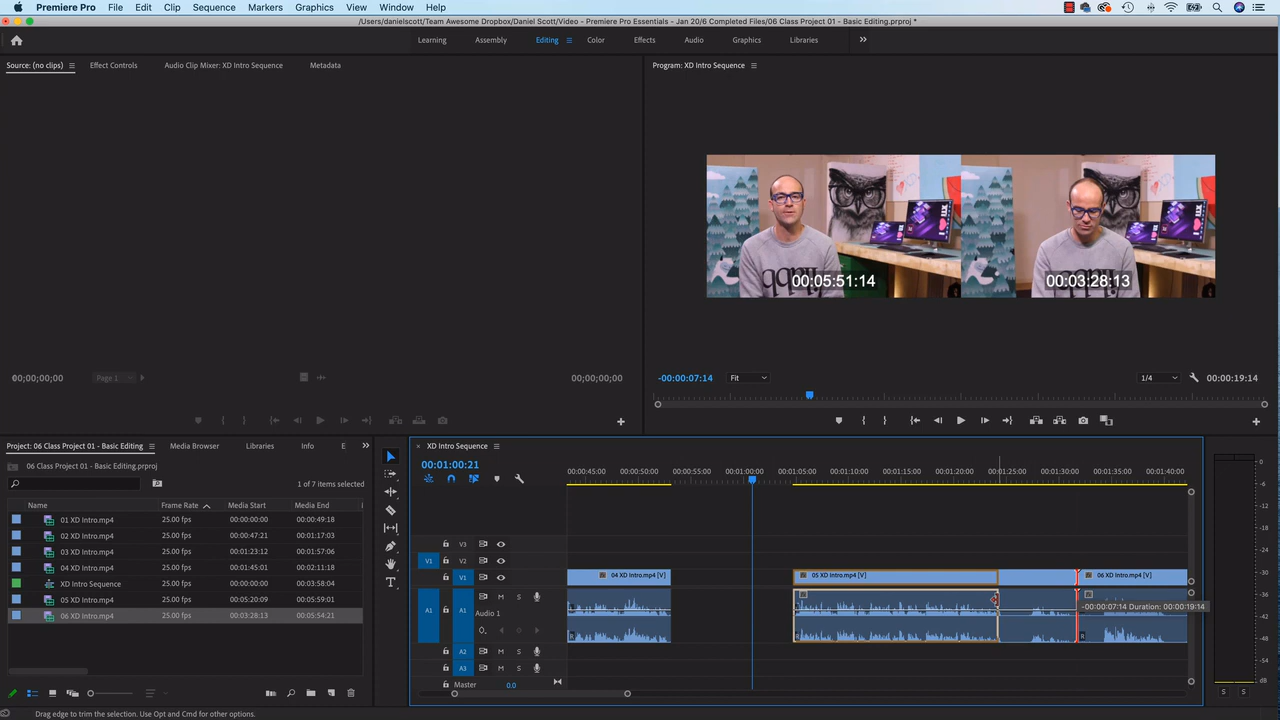 Premiere Pro File Edit Clip Sequence Markers Graphics View Window Help
/Users/danielscott/Team Awesome Dropbox/Daniel Scott/Video - Premiere Pro Essentials - Jan 20/6 Completed Files/06 Class Project 01 - Basic Editing.prproj *
Learning Assembly Editing Color Effects Audio Graphics Libraries
Source: (no clips) Effect Controls Audio Clip Mixer: XD Intro Sequence Metadata
Program: XD Intro Sequence
00:05:51:14 00:03:28:13
00;00;00;00 Page 1 00;00;00;00
-00:00:07:14 Fit 1/4 00:00:19:14
Project: 06 Class Project 01 - Basic Editing Media Browser Libraries Info E
06 Class Project 01 - Basic Editing.prproj
1 of 7 items selected
Name Frame Rate Media Start Media End
01 XD Intro.mp4 25.00 fps 00:00:00:00 00:00:49:18
02 XD Intro.mp4 25.00 fps 00:00:47:21 00:01:17:03
03 XD Intro.mp4 25.00 fps 00:01:23:12 00:01:57:06
04 XD Intro.mp4 25.00 fps 00:01:45:01 00:02:11:18
XD Intro Sequence 25.00 fps 00:00:00:00 00:03:58:04
05 XD Intro.mp4 25.00 fps 00:05:20:09 00:05:59:01
06 XD Intro.mp4 25.00 fps 00:03:28:13 00:05:54:21
XD Intro Sequence
00:01:00:21
00:00:45:00 00:00:50:00 00:00:55:00 00:01:00:00 00:01:05:00 00:01:10:00 00:01:15:00 00:01:20:00 00:01:25:00 00:01:30:00 00:01:35:00 00:01:40:00
V3
V1 V2
V1 04 XD Intro.mp4 [V] 05 XD Intro.mp4 [V] 06 XD Intro.mp4 [V]
A1 A1 M S
Audio 1
-00:00:07:14 Duration: 00:00:19:14
R R R
A2 M S
A3 M S
Master 0.0
0
-6
-12
-18
-24
-30
-36
-42
-48
-54
dB
S S
Drag edge to trim the selection. Use Opt and Cmd for other options.